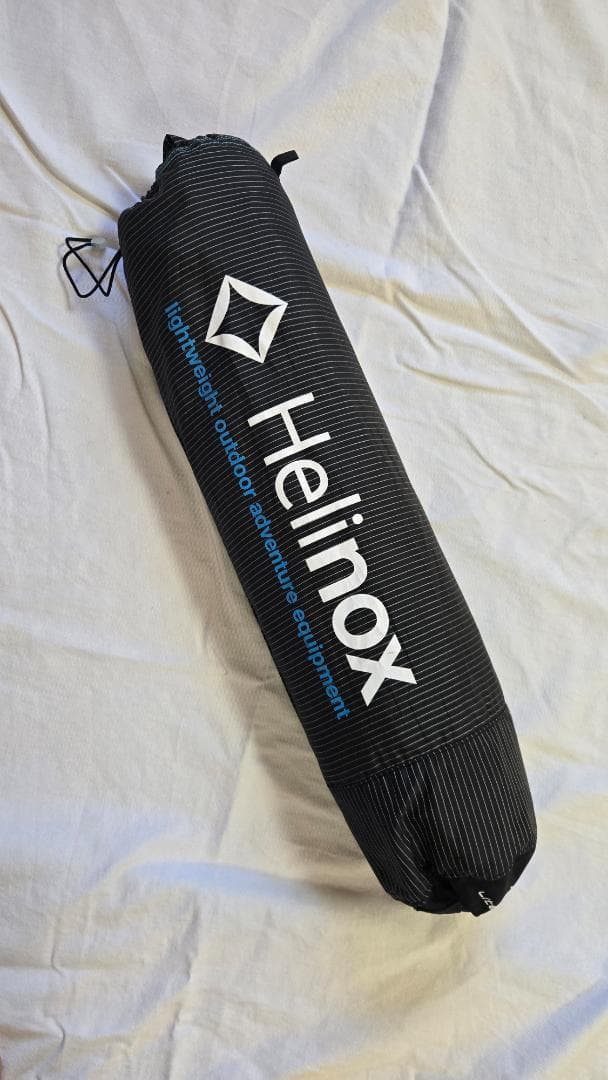 Helinox
lightweight outdoor adventure equipment